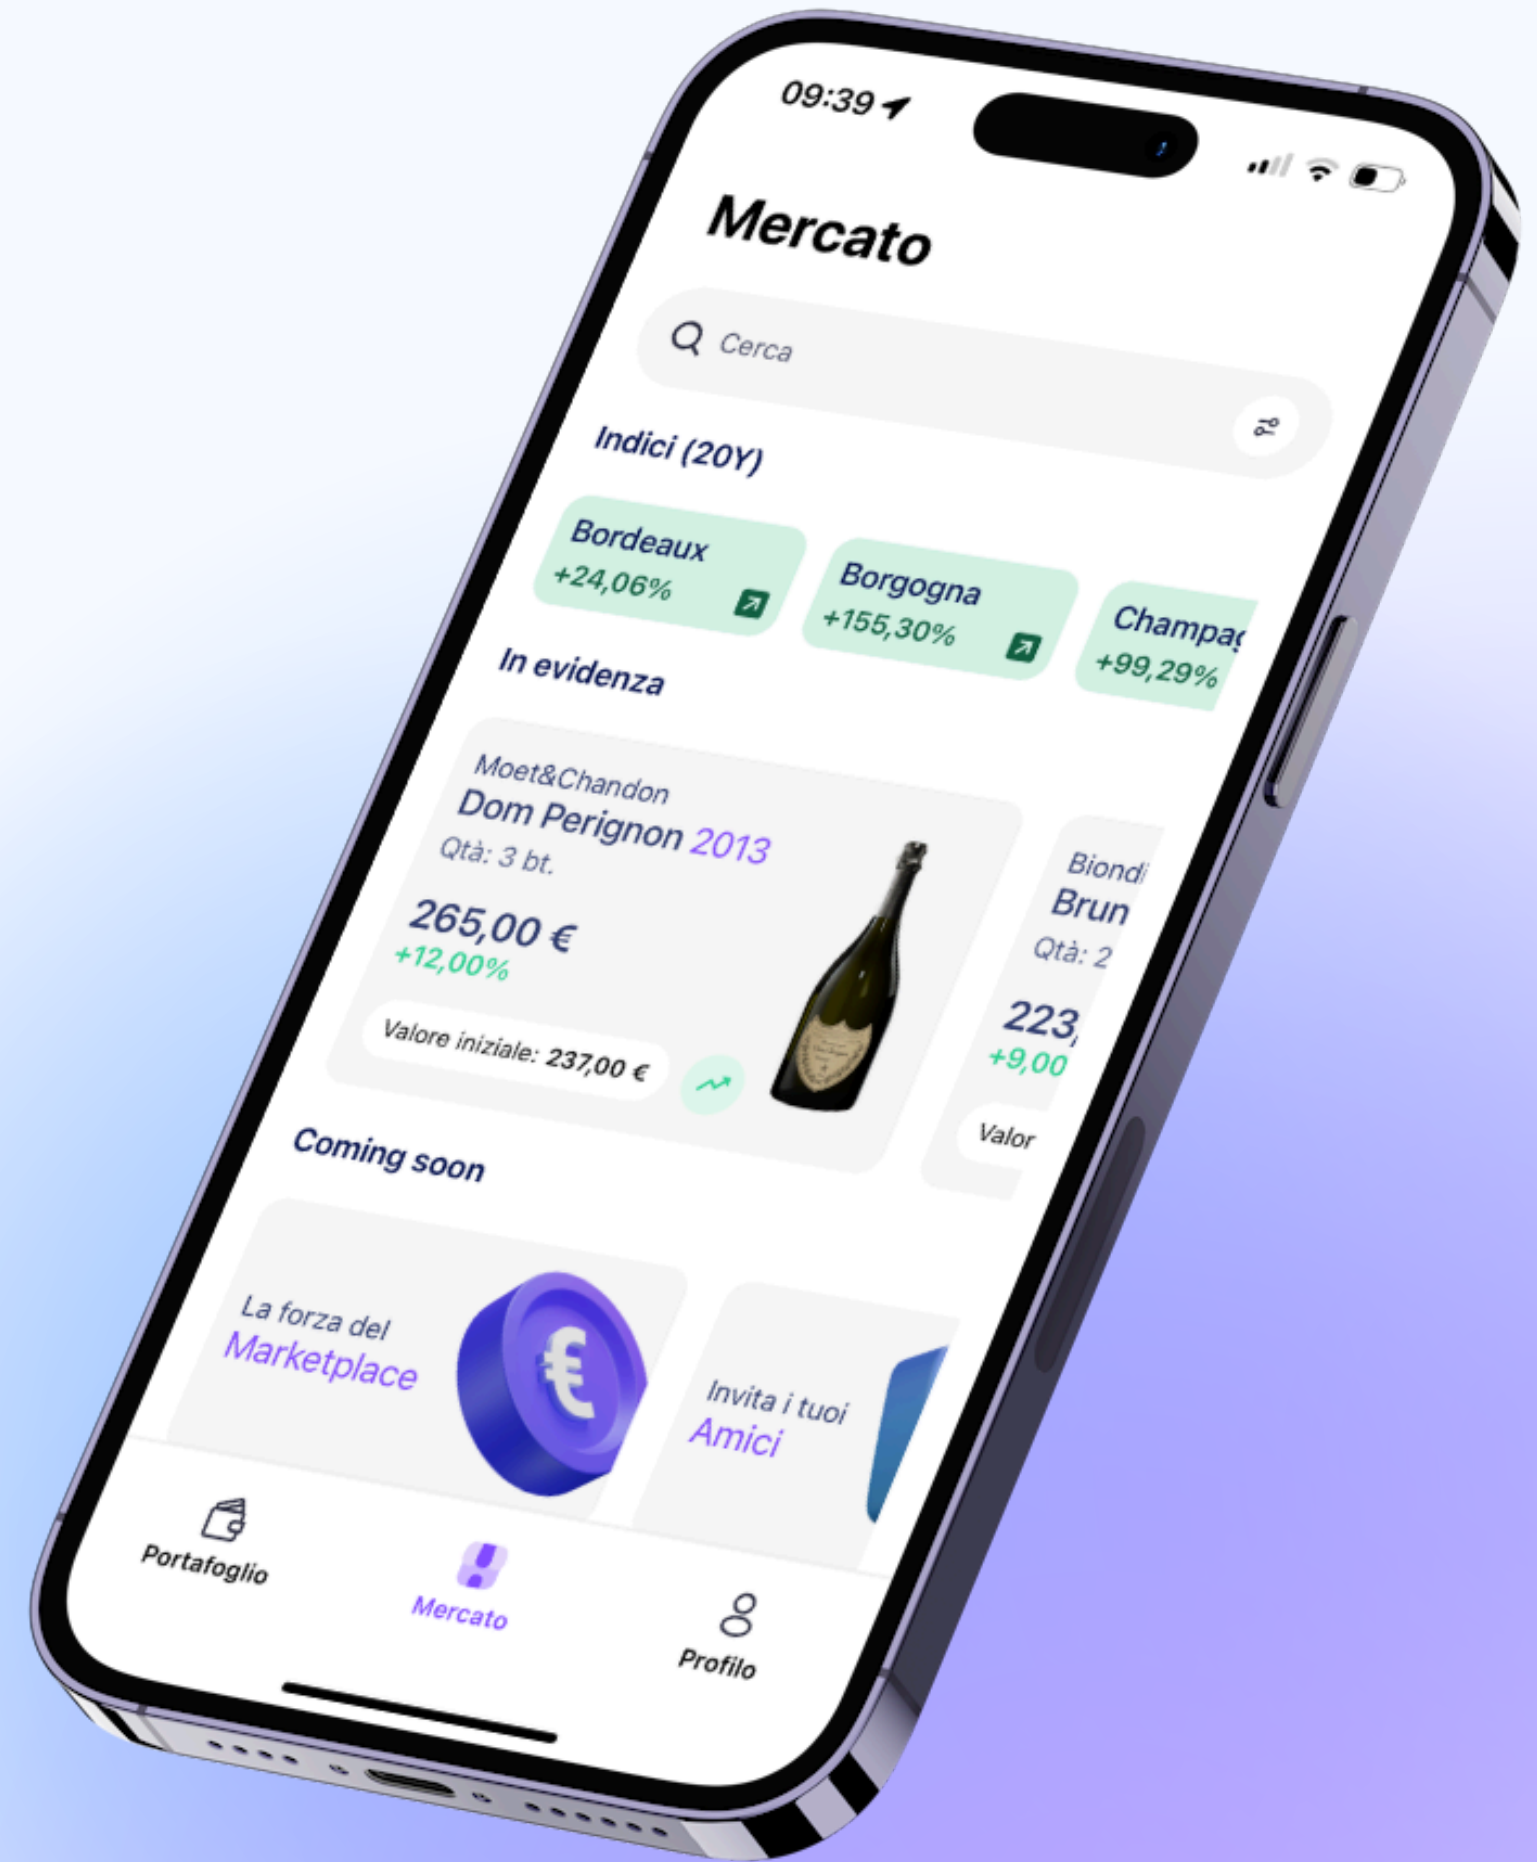 09:39
Mercato
Cerca
Indici (20Y)
Bordeaux
+24,06%
Borgogna
+155,30%
Champag
+99,29%
In evidenza
Moet&Chandon
Dom Perignon 2013
Qtà: 3 bt.
265,00 €
+12,00%
Valore iniziale: 237,00 €
Biondi
Brun
Qtà: 2
223,
+9,00
Valor
Coming soon
La forza del
Marketplace
Invita i tuoi
Amici
Portafoglio
Mercato
Profilo